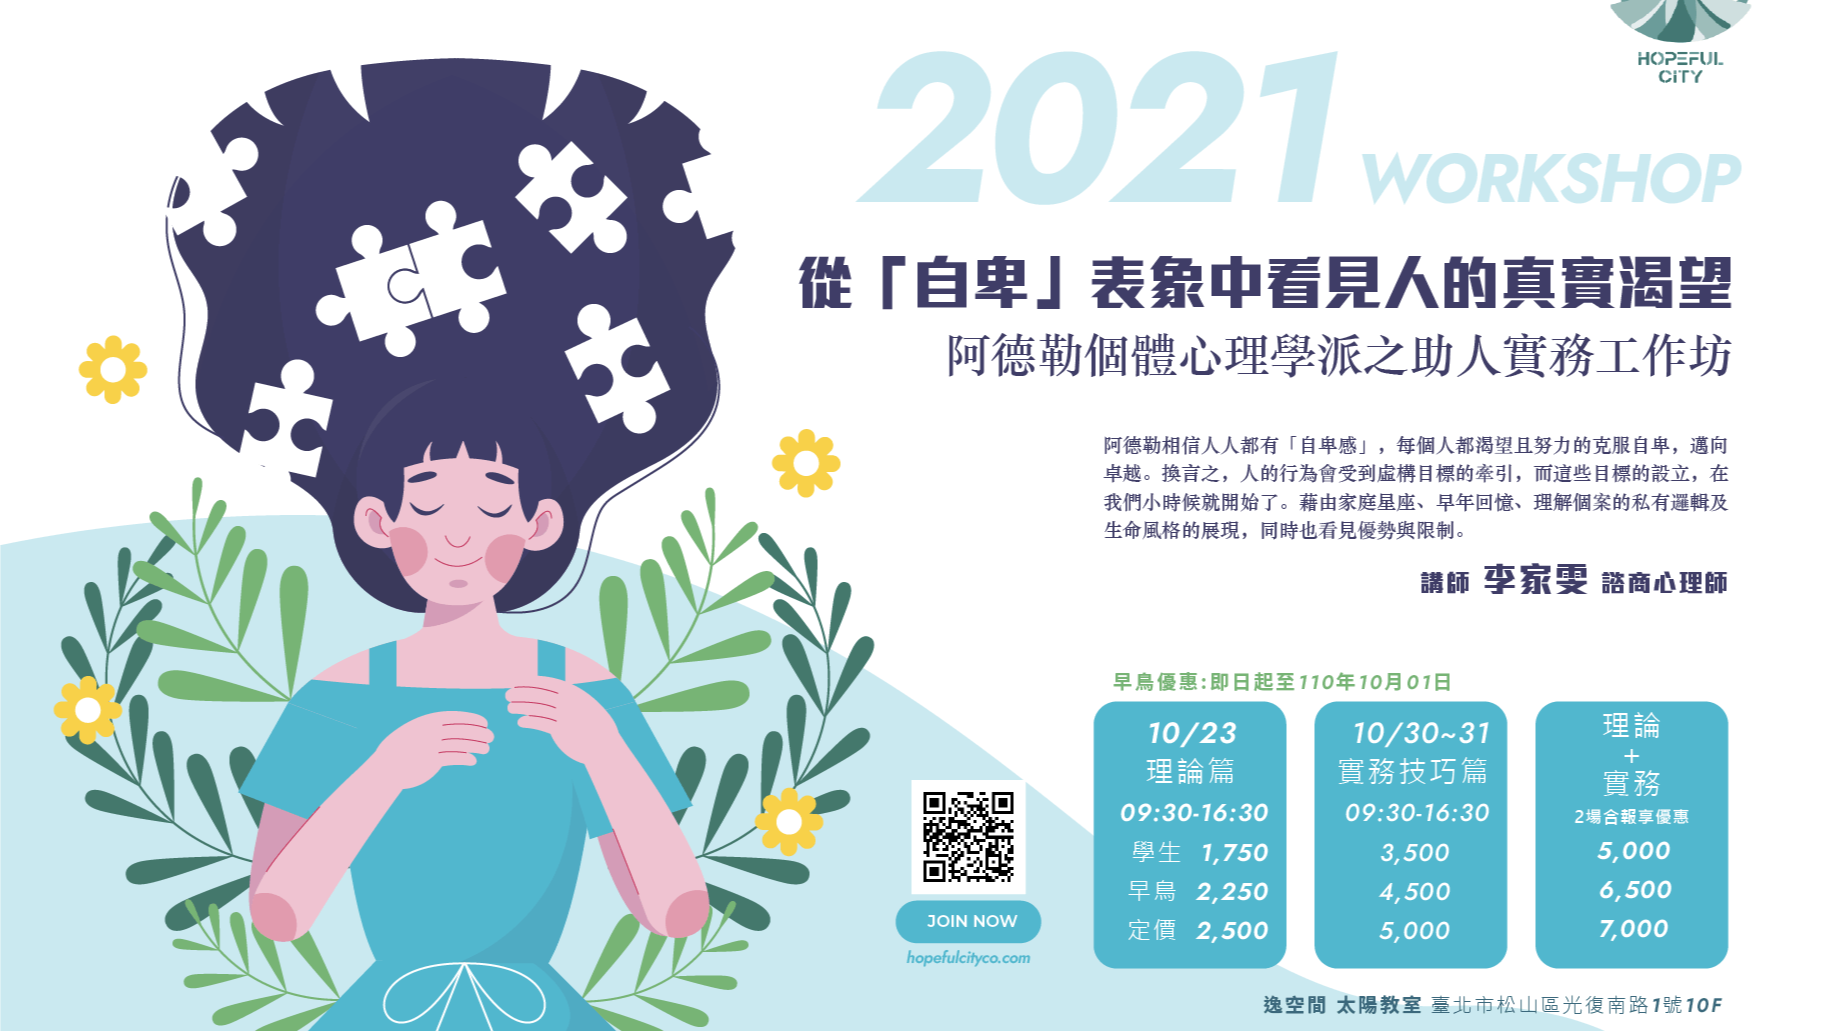 HOPEFUL
CITY
2021 WORKSHOP
從「自卑」表象中看見人的真實渴望
阿德勒個體心理學派之助人實務工作坊
阿德勒相信人人都有「自卑感」，每個人都渴望且努力的克服自卑，邁向
卓越。換言之，人的行為會受到虛構目標的牽引，而這些目標的設立，在
我們小時候就開始了。藉由家庭星座、早年回憶、理解個案的私有邏輯及
生命風格的展現，同時也看見優勢與限制。
講師 李家雯 諮商心理師
早鳥優惠:即日起至110年10月01日
10/23
理論篇
09:30-16:30
學生 1,750
早鳥 2,250
定價 2,500
10/30~31
實務技巧篇
09:30-16:30
3,500
4,500
5,000
理論
+
實務
2場合報享優惠
5,000
6,500
7,000
JOIN NOW
hopefulcityco.com
逸空間 太陽教室 臺北市松山區光復南路1號10F